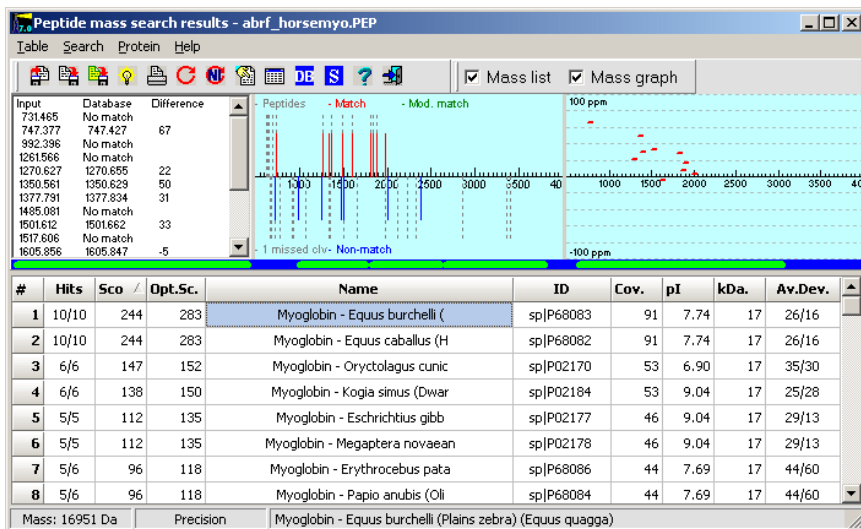 Peptide mass search results - abrf_horsemyo.PEP
Table Search Protein Help
DB S ? Mass list Mass graph
Input Database Difference
731.465 No match
747.377 747.427 67
992.396 No match
1261.566 No match
1270.627 1270.655 22
1350.561 1350.629 50
1377.791 1377.834 31
1485.081 No match
1501.612 1501.662 33
1517.606 No match
1605.856 1605.847 -5
- Peptides - Match - Mod. match
1000 1500 2000 2500 3000 3500 40
- 1 missed clv - Non-match
100 ppm
1000 1500 2000 2500 3000 3500 40
-100 ppm
# Hits Sco Opt.Sc. Name ID Cov. pI kDa. Av.Dev.
1 10/10 244 283 Myoglobin - Equus burchelli ( sp|P68083 91 7.74 17 26/16
2 10/10 244 283 Myoglobin - Equus caballus (H sp|P68082 91 7.74 17 26/16
3 6/6 147 152 Myoglobin - Oryctolagus cunic sp|P02170 53 6.90 17 35/30
4 6/6 138 150 Myoglobin - Kogia simus (Dwar sp|P02184 53 9.04 17 25/28
5 5/5 112 135 Myoglobin - Eschrichtius gibb sp|P02177 46 9.04 17 29/13
6 5/5 112 135 Myoglobin - Megaptera novaean sp|P02178 46 9.04 17 29/13
7 5/6 96 118 Myoglobin - Erythrocebus pata sp|P68086 44 7.69 17 44/60
8 5/6 96 118 Myoglobin - Papio anubis (Oli sp|P68084 44 7.69 17 44/60
Mass: 16951 Da Precision Myoglobin - Equus burchelli (Plains zebra) (Equus quagga)